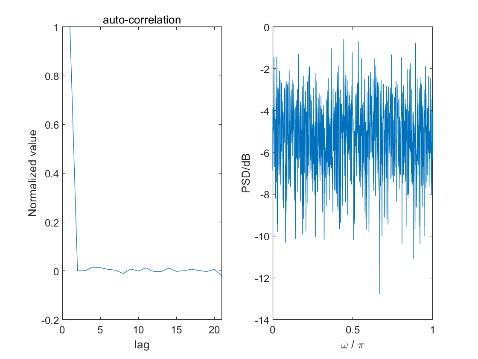 auto-correlation
Normalized value
1
0.8
0.6
0.4
0.2
0
-0.2
0 5 10 15 20
lag
PSD/dB
0
-2
-4
-6
-8
-10
-12
-14
0 0.5 1
ω / π